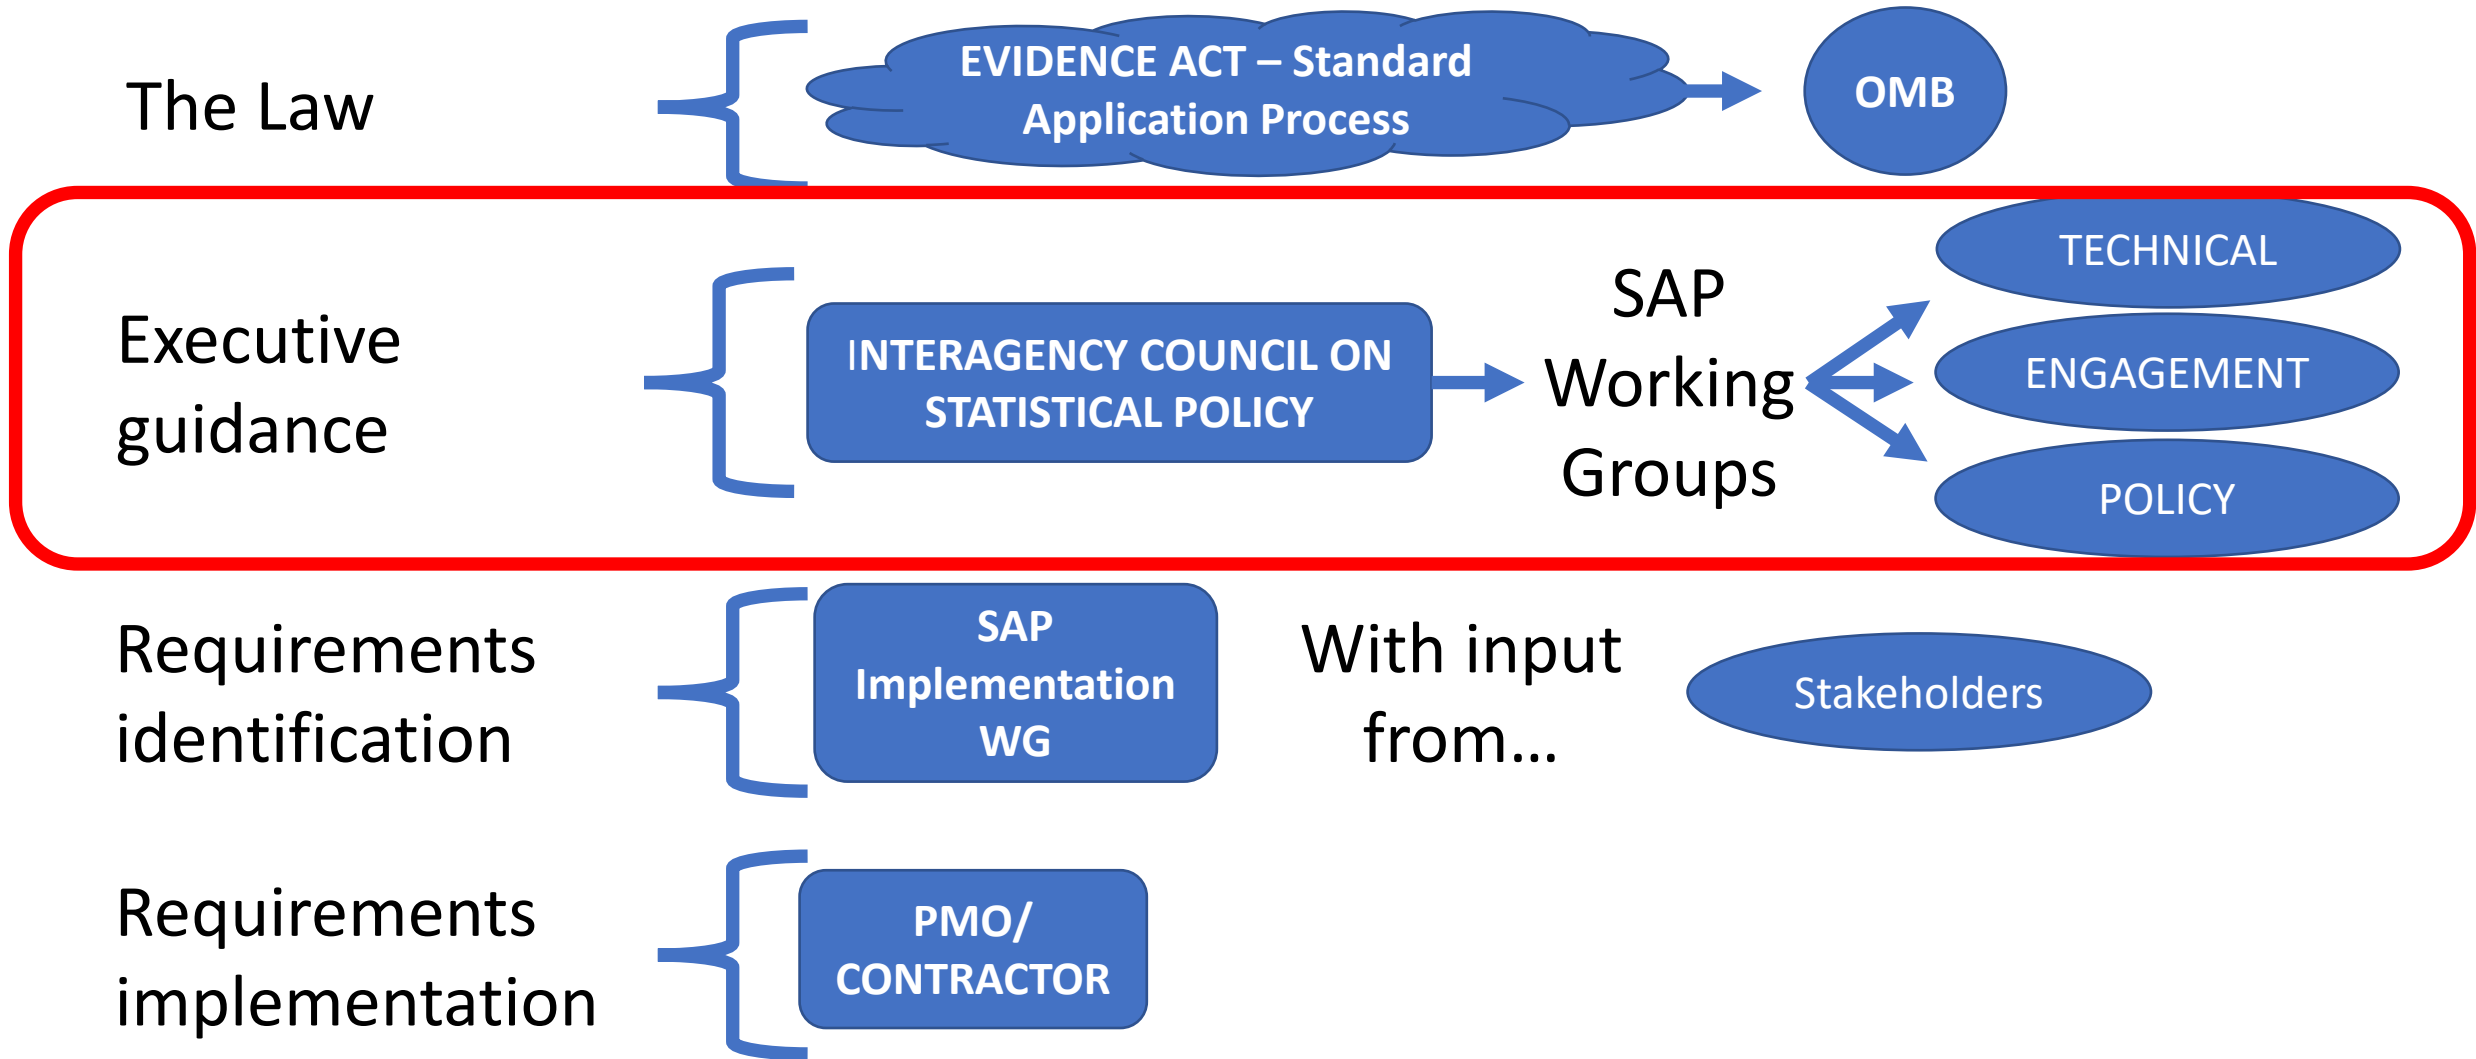 The Law
EVIDENCE ACT – Standard
Application Process
OMB
Executive
guidance
INTERAGENCY COUNCIL ON
STATISTICAL POLICY
SAP
Working
Groups
TECHNICAL
ENGAGEMENT
POLICY
Requirements
identification
SAP
Implementation
WG
With input
from...
Stakeholders
Requirements
implementation
PMO/
CONTRACTOR